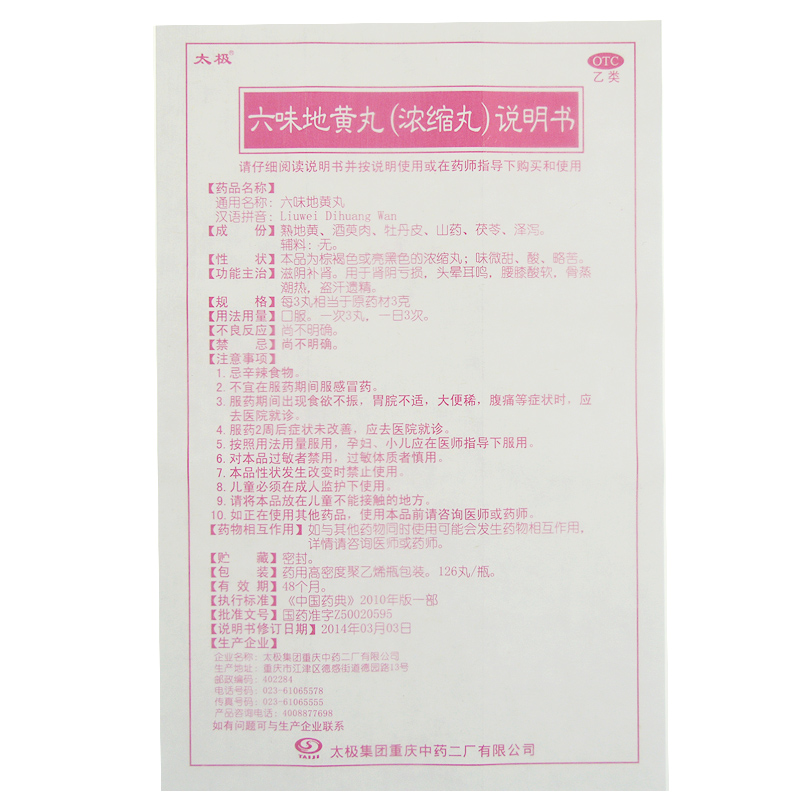 太极®
OTC
乙类
六味地黄丸(浓缩丸)说明书
请仔细阅读说明书并按说明使用或在药师指导下购买和使用
【药品名称】
通用名称：六味地黄丸
汉语拼音：Liuwei Dihuang Wan
【成 份】熟地黄、酒萸肉、牡丹皮、山药、茯苓、泽泻。
辅料：无。
【性 状】本品为棕褐色或亮黑色的浓缩丸；味微甜、酸、略苦。
【功能主治】滋阴补肾。用于肾阴亏损，头晕耳鸣，腰膝酸软，骨蒸
潮热，盗汗遗精。
【规 格】每3丸相当于原药材3克
【用法用量】口服。一次3丸，一日3次。
【不良反应】尚不明确。
【禁 忌】尚不明确。
【注意事项】
1. 忌辛辣食物。
2. 不宜在服药期间服感冒药。
3. 服药期间出现食欲不振，胃脘不适，大便稀，腹痛等症状时，应
去医院就诊。
4. 服药2周后症状未改善，应去医院就诊。
5. 按照用法用量服用，孕妇、小儿应在医师指导下服用。
6. 对本品过敏者禁用，过敏体质者慎用。
7. 本品性状发生改变时禁止使用。
8. 儿童必须在成人监护下使用。
9. 请将本品放在儿童不能接触的地方。
10. 如正在使用其他药品，使用本品前请咨询医师或药师。
【药物相互作用】如与其他药物同时使用可能会发生药物相互作用，
详情请咨询医师或药师。
【贮 藏】密封。
【包 装】药用高密度聚乙烯瓶包装。126丸/瓶。
【有 效 期】48个月。
【执行标准】《中国药典》2010年版一部
【批准文号】国药准字Z50020595
【说明书修订日期】2014年03月03日
【生产企业】
企业名称：太极集团重庆中药二厂有限公司
生产地址：重庆市江津区德感街道德园路13号
邮政编码：402284
电话号码：023-61065578
传真号码：023-61065555
产品咨询电话：4008877698
如有问题可与生产企业联系
TAIJI
太极集团重庆中药二厂有限公司